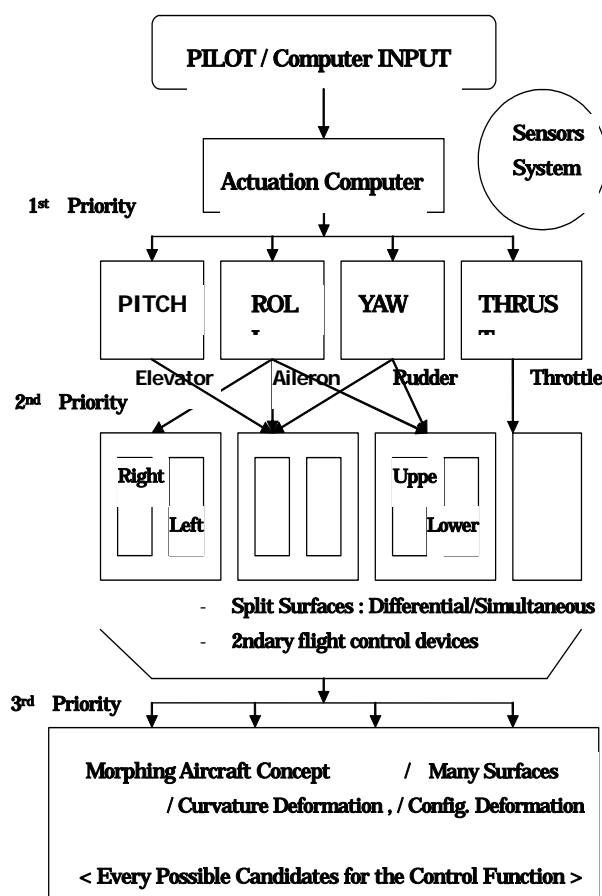 PILOT / Computer INPUT
Sensors
System
Actuation Computer
1st Priority
PITCH
ROL
YAW
THRUS
Elevator
Aileron
Rudder
Throttle
2nd Priority
Right
Left
Uppe
Lower
- Split Surfaces : Differential/Simultaneous
- 2ndary flight control devices
3rd Priority
Morphing Aircraft Concept / Many Surfaces
/ Curvature Deformation , / Config. Deformation
< Every Possible Candidates for the Control Function >